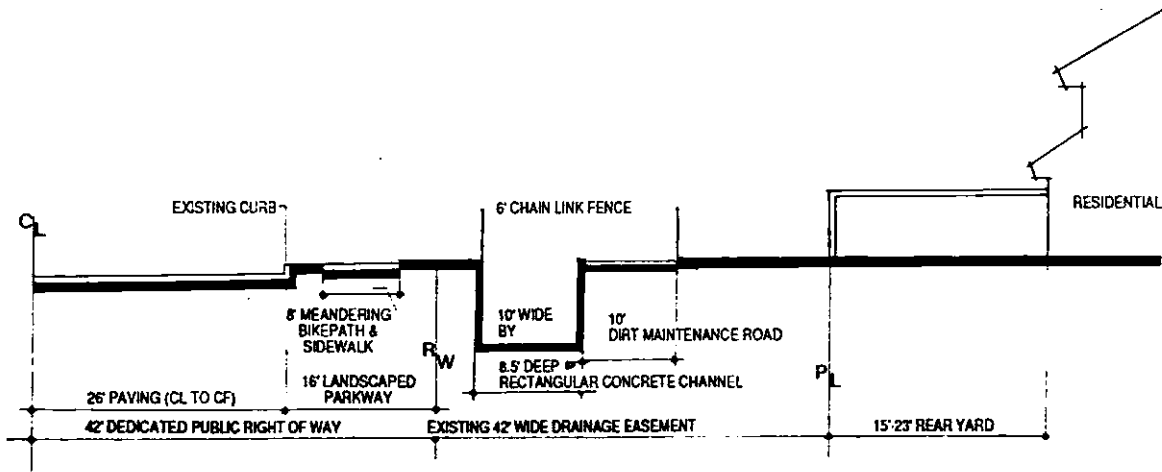 EXISTING CURB
6' CHAIN LINK FENCE
RESIDENTIAL
CL
8' MEANDERING
BIKEPATH &
SIDEWALK
10' WIDE
BY
10'
DIRT MAINTENANCE ROAD
RW
8.5' DEEP
RECTANGULAR CONCRETE CHANNEL
PL
16' LANDSCAPED
PARKWAY
26' PAVING (CL TO CF)
42' DEDICATED PUBLIC RIGHT OF WAY
EXISTING 42' WIDE DRAINAGE EASEMENT
15'-23' REAR YARD